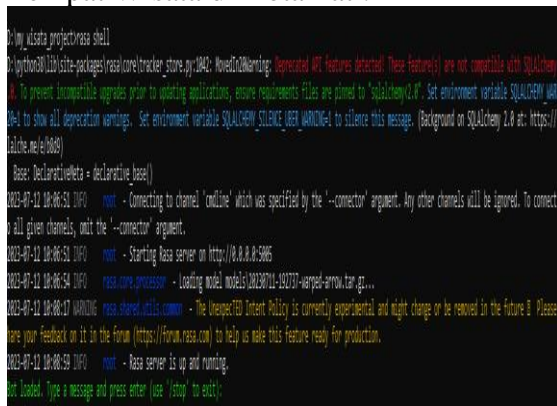 D:\my_wisata_project>rasa shell
D:\python38\lib\site-packages\rasa\core\tracker_store.py:1042: MovedIn20Warning: Deprecated API features detected! These feature(s) are not compatible with SQLAlchemy
.0. To prevent incompatible upgrades prior to updating applications, ensure requirements files are pinned to "sqlalchemy<2.0". Set environment variable SQLALCHEMY_WAR
20=1 to show all deprecation warnings. Set environment variable SQLALCHEMY_SILENCE_UBER_WARNING=1 to silence this message. (Background on SQLAlchemy 2.0 at: https://
lalche.me/e/b8d9)
Base: DeclarativeMeta = declarative_base()
2023-07-12 10:06:51 INFO root - Connecting to channel 'cmdline' which was specified by the '--connector' argument. Any other channels will be ignored. To connect
o all given channels, omit the '--connector' argument.
2023-07-12 10:06:51 INFO root - Starting Rasa server on http://0.0.0.0:5005
2023-07-12 10:06:54 INFO rasa.core.processor - Loading model models\20230711-192737-warped-arrow.tar.gz...
2023-07-12 10:08:17 WARNING rasa.shared.utils.common - The UnexpecTED Intent Policy is currently experimental and might change or be removed in the future Please
hare your feedback on it in the forum (https://forum.rasa.com) to help us make this feature ready for production.
2023-07-12 10:08:59 INFO root - Rasa server is up and running.
Bot loaded. Type a message and press enter (use '/stop' to exit):